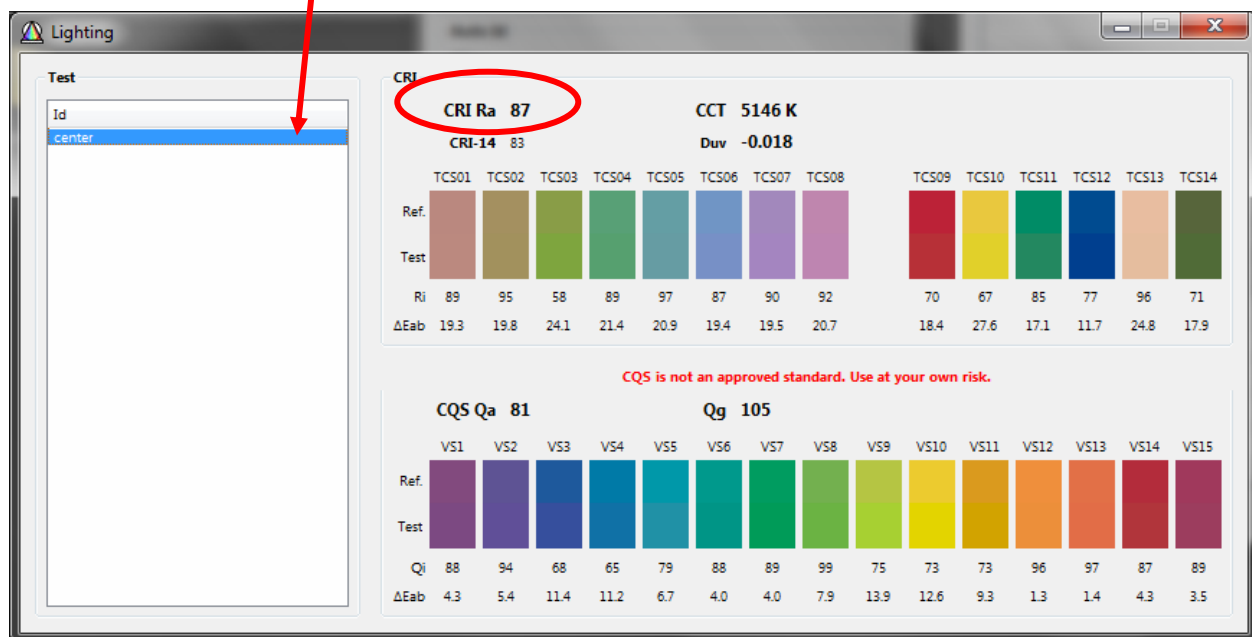 Lighting
Test
Id
center
CRI
CRI Ra 87 CCT 5146 K
CRI-14 83 Duv -0.018
TCS01 TCS02 TCS03 TCS04 TCS05 TCS06 TCS07 TCS08 TCS09 TCS10 TCS11 TCS12 TCS13 TCS14
Ref.
Test
Ri 89 95 58 89 97 87 90 92 70 67 85 77 96 71
ΔEab 19.3 19.8 24.1 21.4 20.9 19.4 19.5 20.7 18.4 27.6 17.1 11.7 24.8 17.9
CQS is not an approved standard. Use at your own risk.
CQS Qa 81 Qg 105
VS1 VS2 VS3 VS4 VS5 VS6 VS7 VS8 VS9 VS10 VS11 VS12 VS13 VS14 VS15
Ref.
Test
Qi 88 94 68 65 79 88 89 99 75 73 73 96 97 87 89
ΔEab 4.3 5.4 11.4 11.2 6.7 4.0 4.0 7.9 13.9 12.6 9.3 1.3 1.4 4.3 3.5